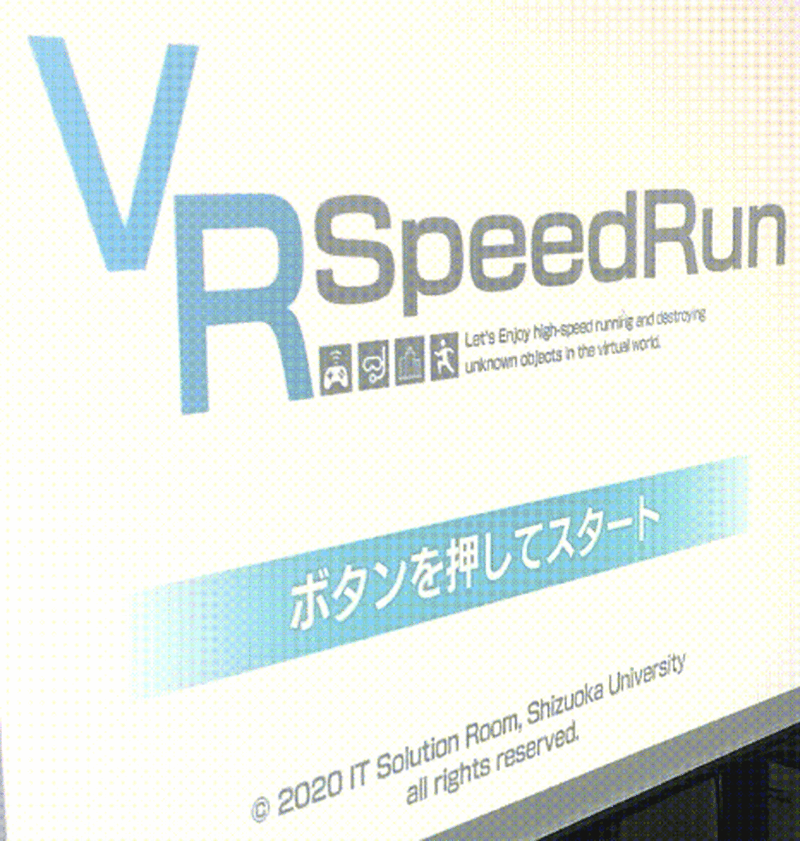 VR SpeedRun
Let's Enjoy high-speed running and destroying
unknown objects in the virtual world.
ボタンを押してスタート
© 2020 IT Solution Room, Shizuoka University
all rights reserved.